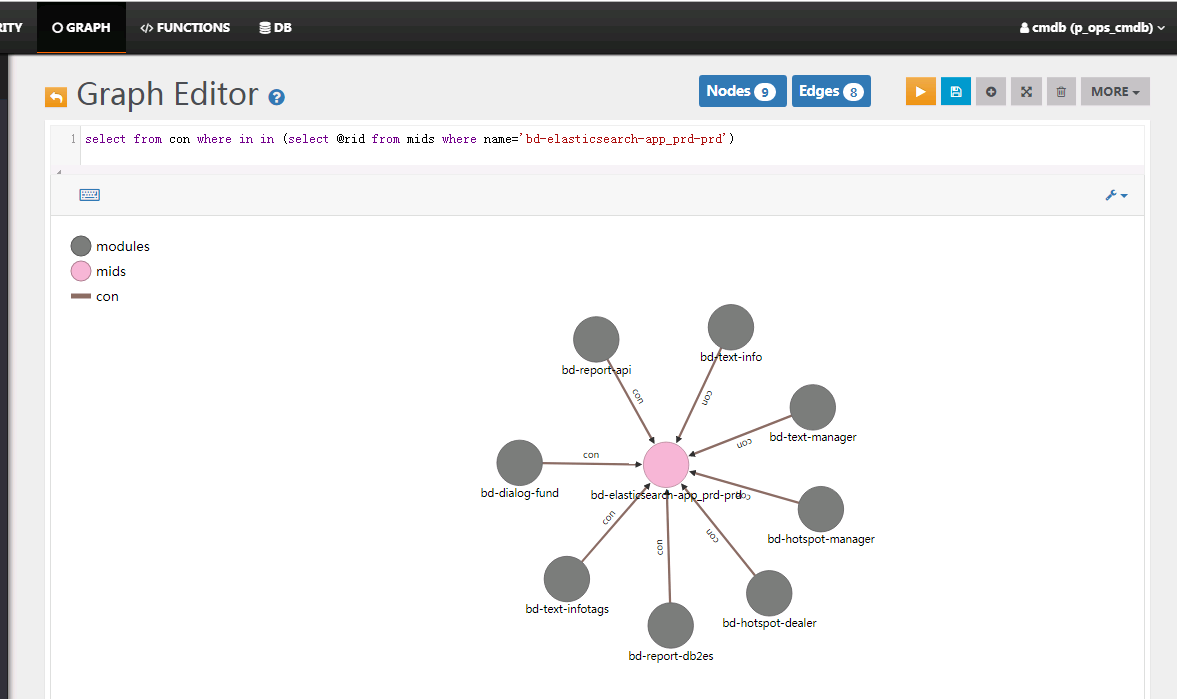 RITY GRAPH </> FUNCTIONS DB cmdb (p_ops_cmdb)
Graph Editor ? Nodes 9 Edges 8 MORE
1 select from con where in in (select @rid from mids where name='bd-elasticsearch-app_prd-prd')
modules
mids
con
bd-text-info
bd-report-api
con
con
bd-text-manager
con
con
bd-dialog-fund
bd-elasticsearch-app_prd-prd
con
con
bd-hotspot-manager
con
con
bd-text-infotags
bd-hotspot-dealer
bd-report-db2es